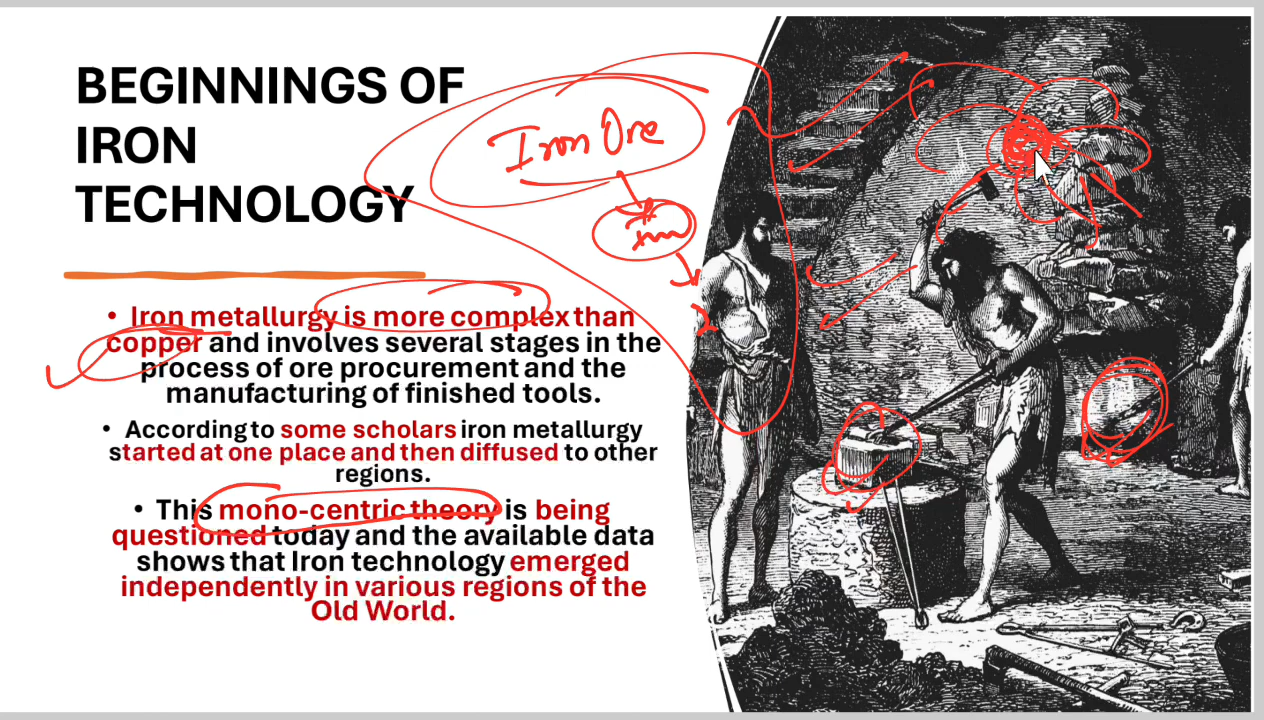 BEGINNINGS OF
IRON
TECHNOLOGY
Iron Ore
• Iron metallurgy is more complex than
copper and involves several stages in the
process of ore procurement and the
manufacturing of finished tools.
• According to some scholars iron metallurgy
started at one place and then diffused to other
regions.
• This mono-centric theory is being
questioned today and the available data
shows that Iron technology emerged
independently in various regions of the
Old World.